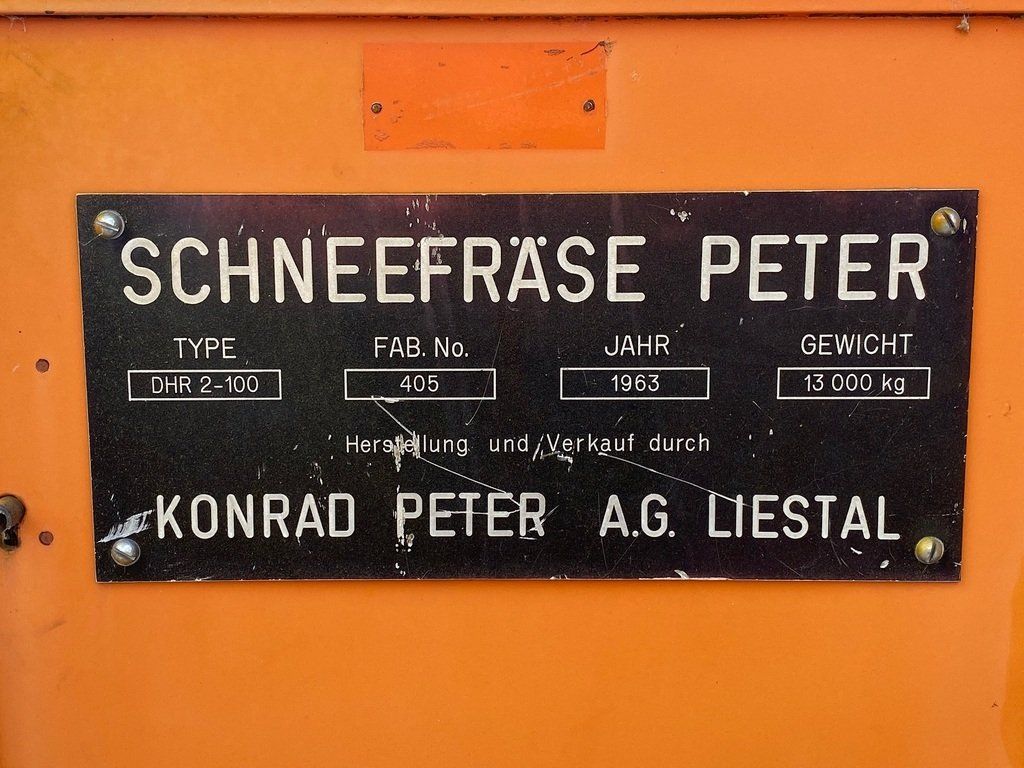 SCHNEEFRÄSE PETER
TYPE FAB. No. JAHR GEWICHT
DHR 2-100 405 1963 13 000 kg
Herstellung und Verkauf durch
KONRAD PETER A.G. LIESTAL